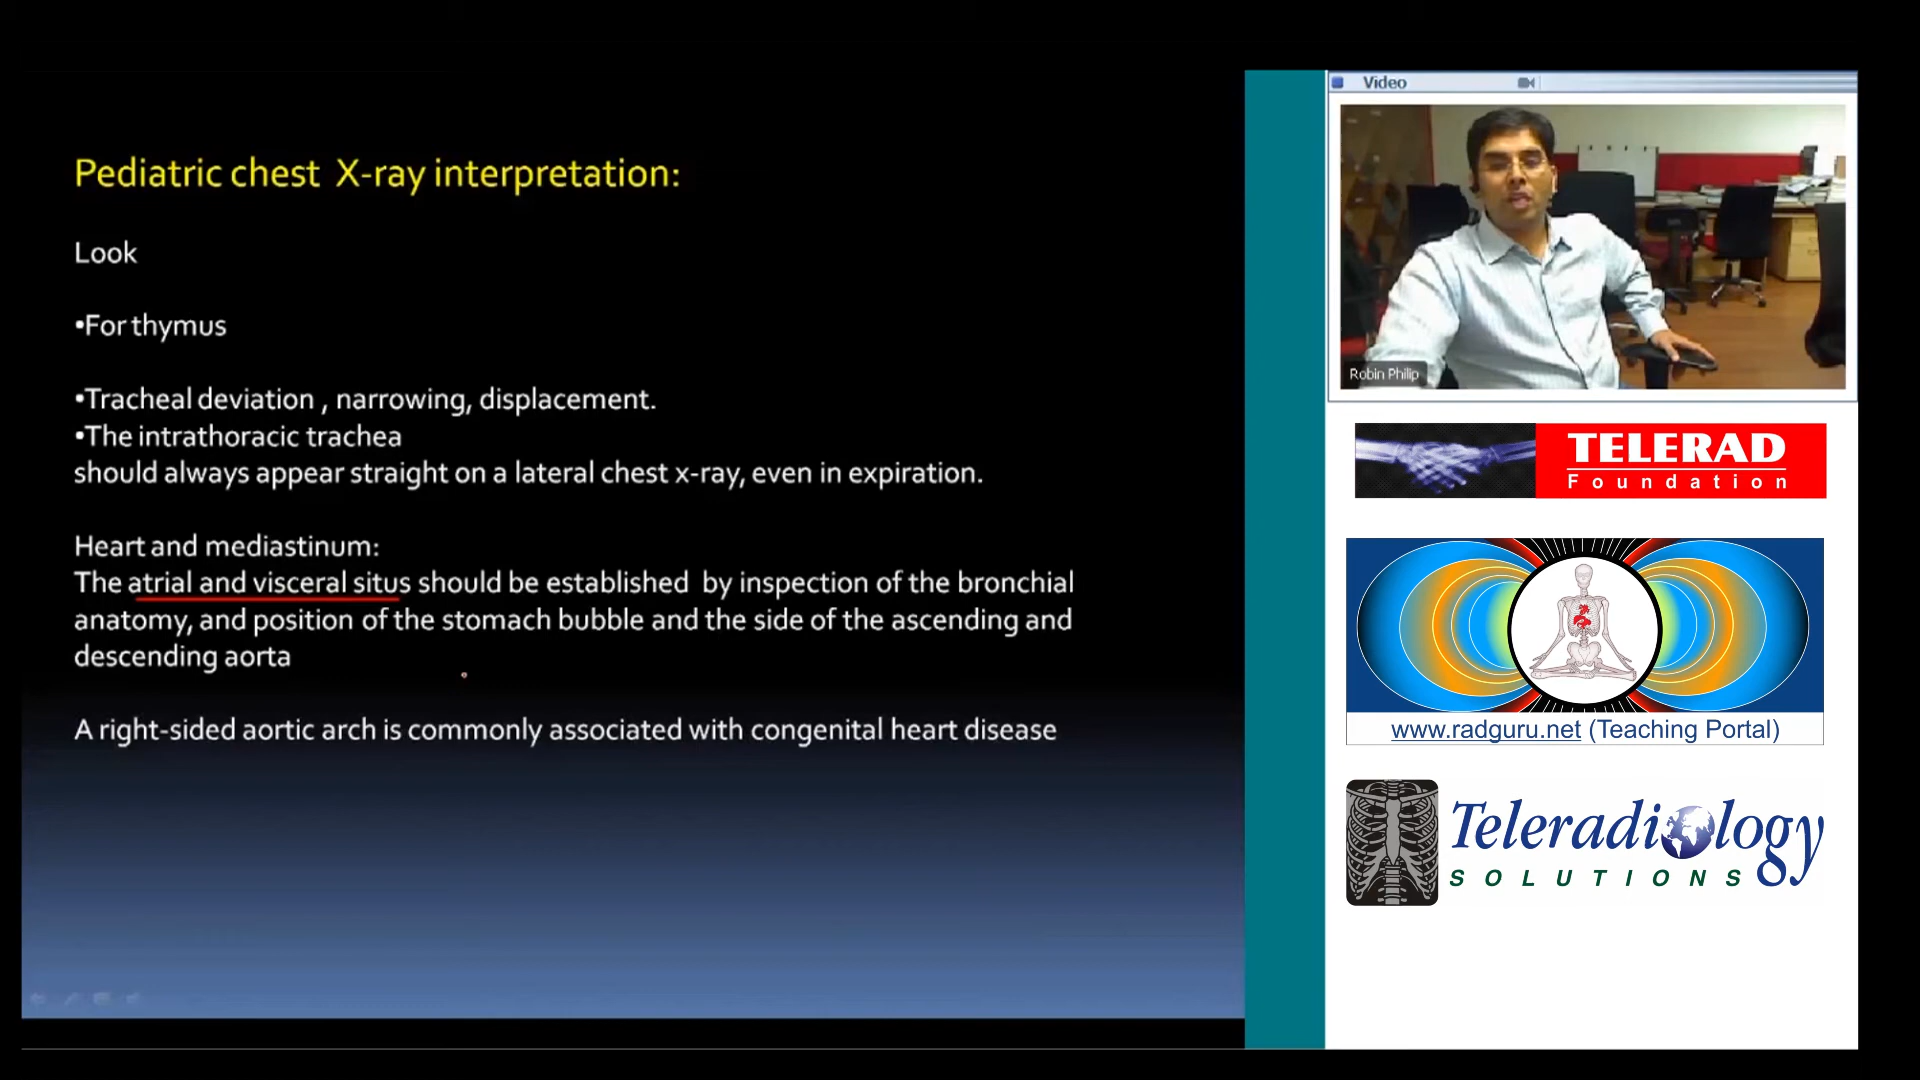 Pediatric chest X-ray interpretation:
Look
•For thymus
•Tracheal deviation , narrowing, displacement.
•The intrathoracic trachea
should always appear straight on a lateral chest x-ray, even in expiration.
Heart and mediastinum:
The atrial and visceral situs should be established by inspection of the bronchial
anatomy, and position of the stomach bubble and the side of the ascending and
descending aorta
A right-sided aortic arch is commonly associated with congenital heart disease
Video
Robin Philip
TELERAD
Foundation
www.radguru.net (Teaching Portal)
Teleradiology
SOLUTIONS